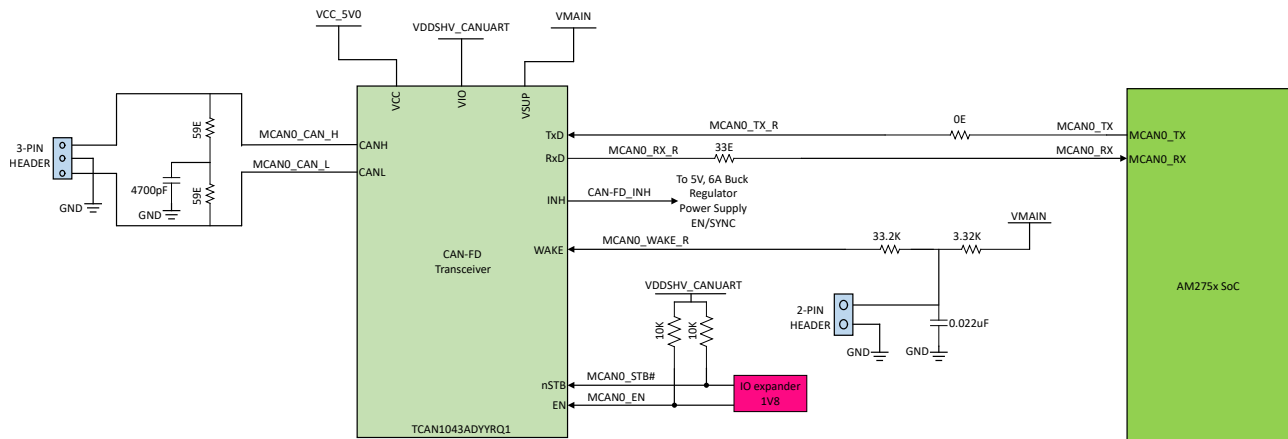 VCC_5V0
VDDSHV_CANUART
VMAIN
VCC
VIO
VSUP
3-PIN
HEADER
GND
59E
59E
4700pF
GND
MCAN0_CAN_H
MCAN0_CAN_L
CANH
CANL
CAN-FD
Transceiver
TCAN1043ADYYRQ1
TxD
RxD
INH
WAKE
nSTB
EN
MCAN0_TX_R
0E
MCAN0_TX
MCAN0_TX
MCAN0_RX_R
33E
MCAN0_RX
MCAN0_RX
CAN-FD_INH
To 5V, 6A Buck
Regulator
Power Supply
EN/SYNC
MCAN0_WAKE_R
33.2K
3.32K
VMAIN
2-PIN
HEADER
GND
0.022uF
GND
VDDSHV_CANUART
10K
10K
MCAN0_STB#
MCAN0_EN
IO expander
1V8
AM275x SoC